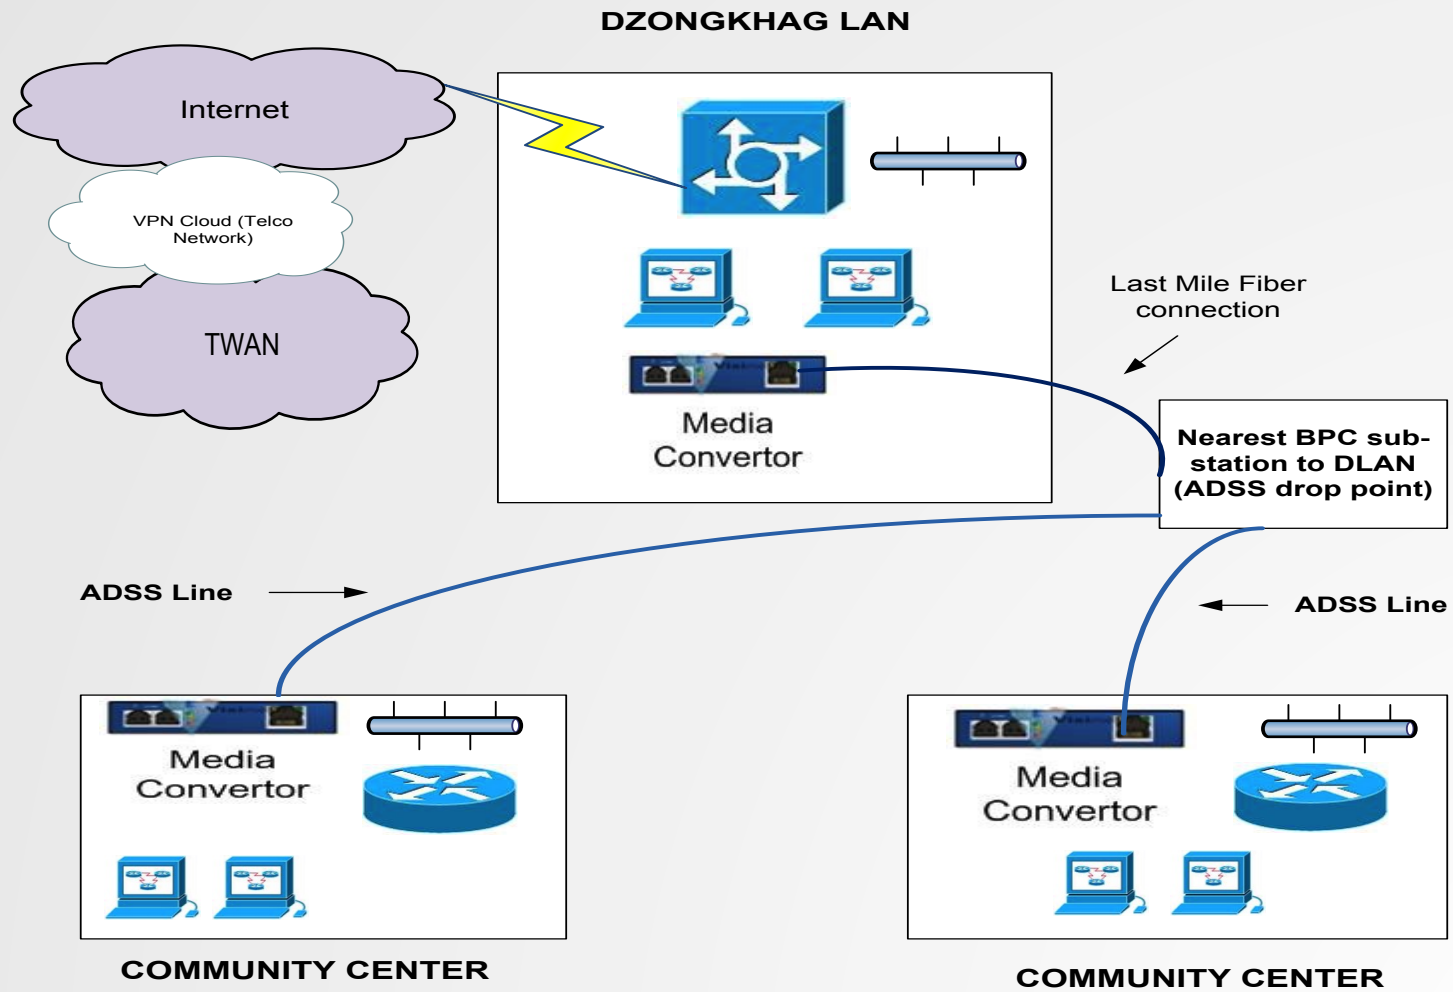 DZONGKHAG LAN
Internet
VPN Cloud (Telco
Network)
TWAN
Media
Convertor
Last Mile Fiber
connection
Nearest BPC sub-
station to DLAN
(ADSS drop point)
ADSS Line
ADSS Line
Media
Convertor
Media
Convertor
COMMUNITY CENTER
COMMUNITY CENTER